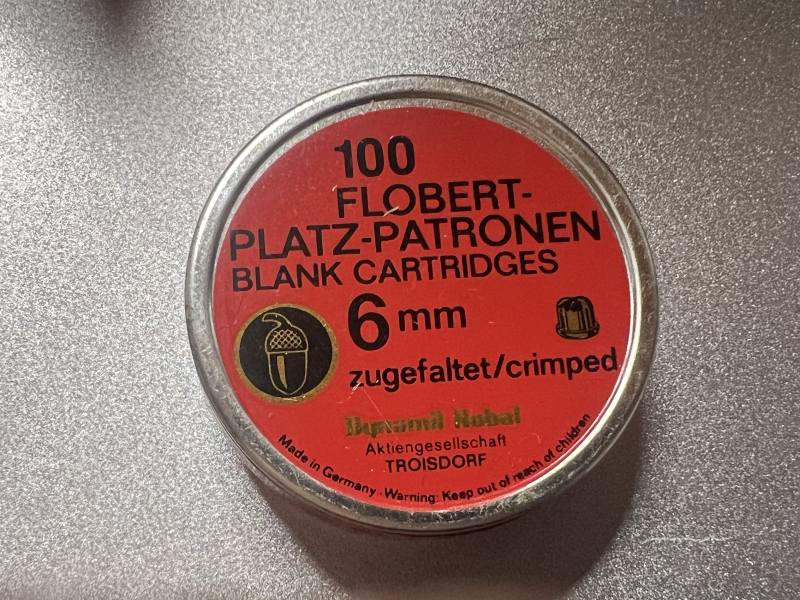 100
FLOBERT-
PLATZ-PATRONEN
BLANK CARTRIDGES
6 mm
zugefaltet/crimped
Dynamit Nobel
Aktiengesellschaft
TROISDORF
Made in Germany · Warning: Keep out of reach of children